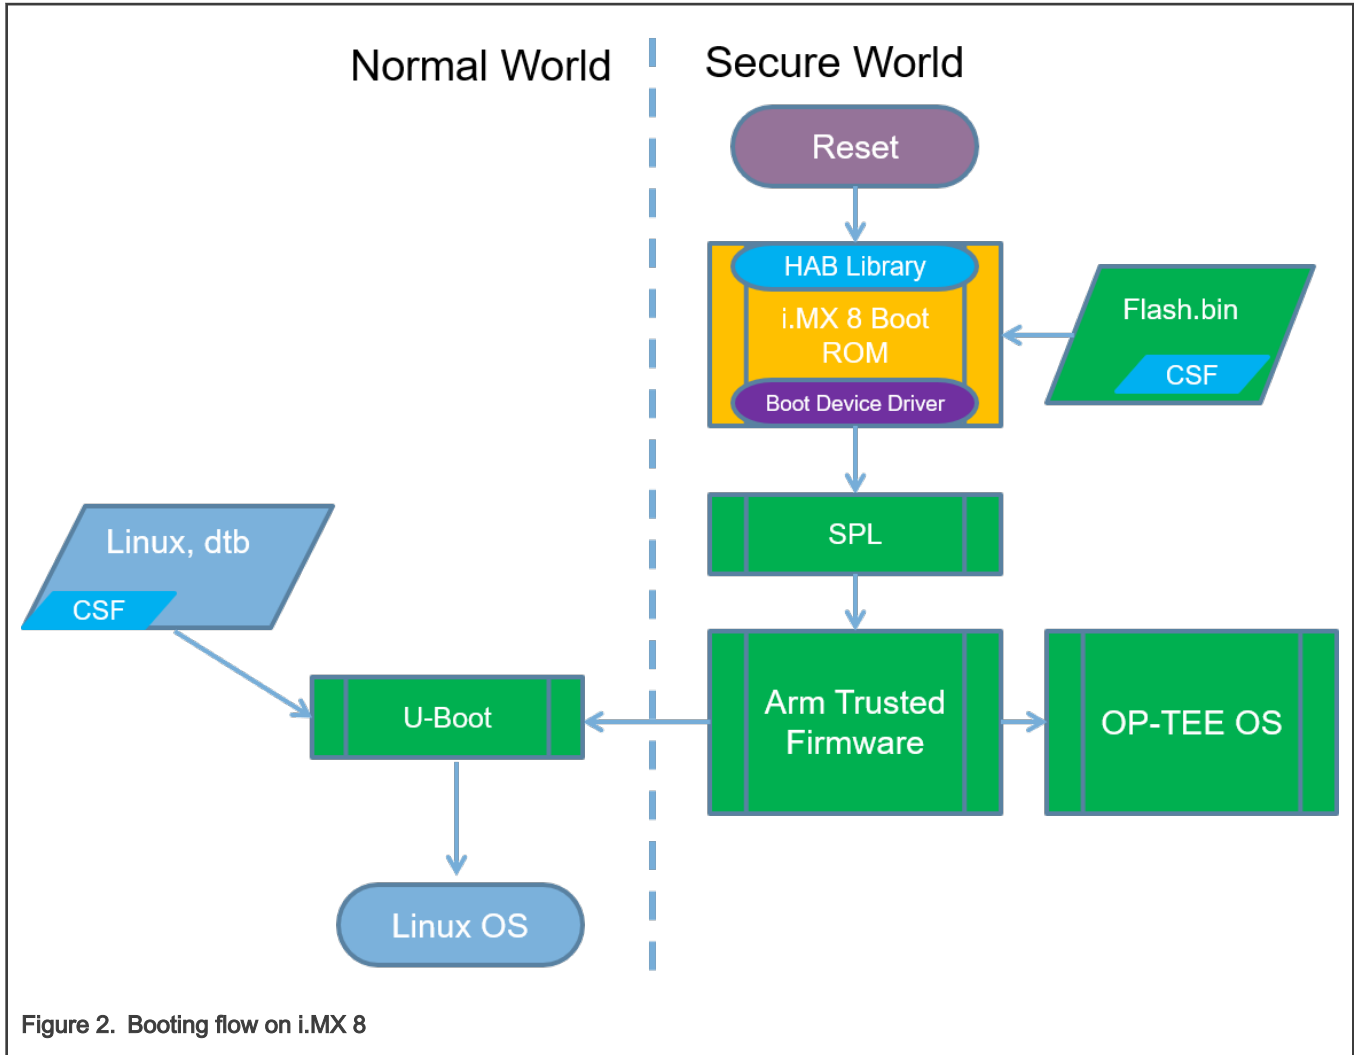 Normal World
Secure World
Reset
HAB Library
i.MX 8 Boot
ROM
Boot Device Driver
Flash.bin
CSF
SPL
Linux, dtb
CSF
U-Boot
Arm Trusted
Firmware
OP-TEE OS
Linux OS
Figure 2. Booting flow on i.MX 8